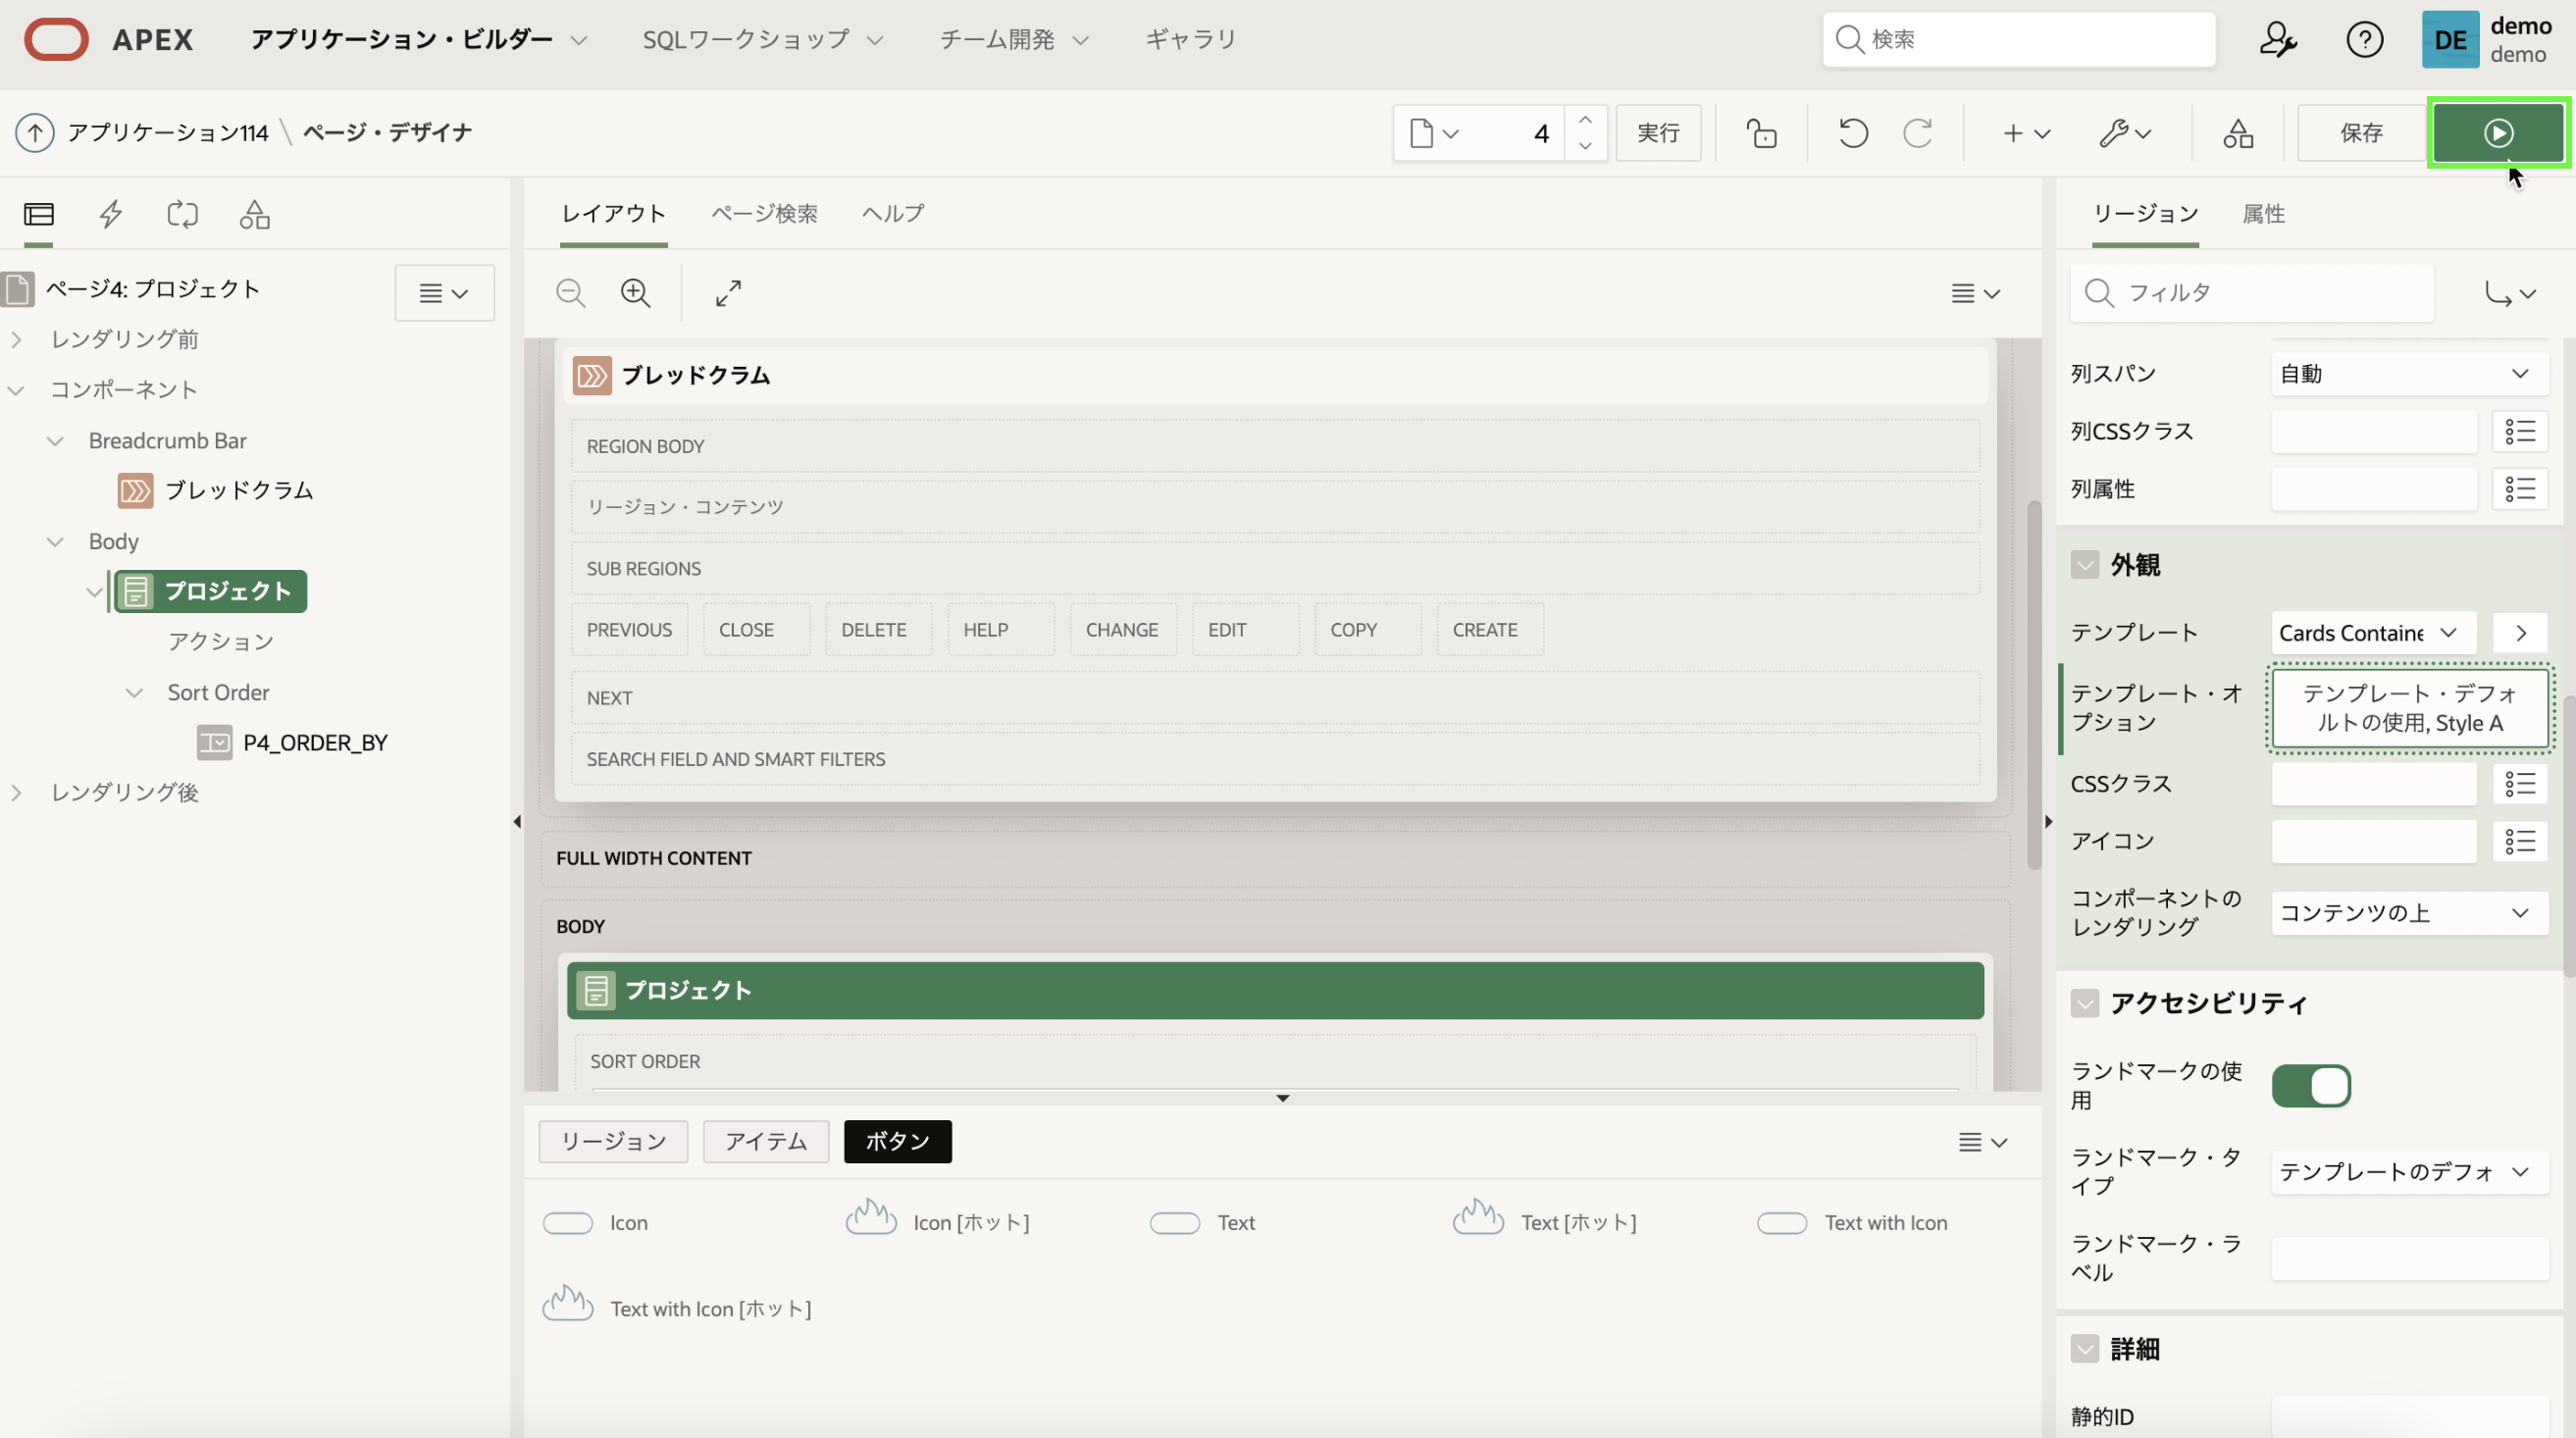 APEX
アプリケーション・ビルダー
SQLワークショップ
チーム開発
ギャラリ
検索
DE
demo
demo
アプリケーション114 \ ページ・デザイナ
4
実行
保存
ページ4: プロジェクト
レンダリング前
コンポーネント
Breadcrumb Bar
ブレッドクラム
Body
プロジェクト
アクション
Sort Order
P4_ORDER_BY
レンダリング後
レイアウト
ページ検索
ヘルプ
ブレッドクラム
REGION BODY
リージョン・コンテンツ
SUB REGIONS
PREVIOUS
CLOSE
DELETE
HELP
CHANGE
EDIT
COPY
CREATE
NEXT
SEARCH FIELD AND SMART FILTERS
FULL WIDTH CONTENT
BODY
プロジェクト
SORT ORDER
リージョン
アイテム
ボタン
Icon
Icon [ホット]
Text
Text [ホット]
Text with Icon
Text with Icon [ホット]
リージョン
属性
フィルタ
列スパン
自動
列CSSクラス
列属性
外観
テンプレート
Cards Containe
テンプレート・オ
プション
テンプレート・デフォ
ルトの使用, Style A
CSSクラス
アイコン
コンポーネントの
レンダリング
コンテンツの上
アクセシビリティ
ランドマークの使
用
ランドマーク・タ
イプ
テンプレートのデフォ
ランドマーク・ラ
ベル
詳細
静的ID